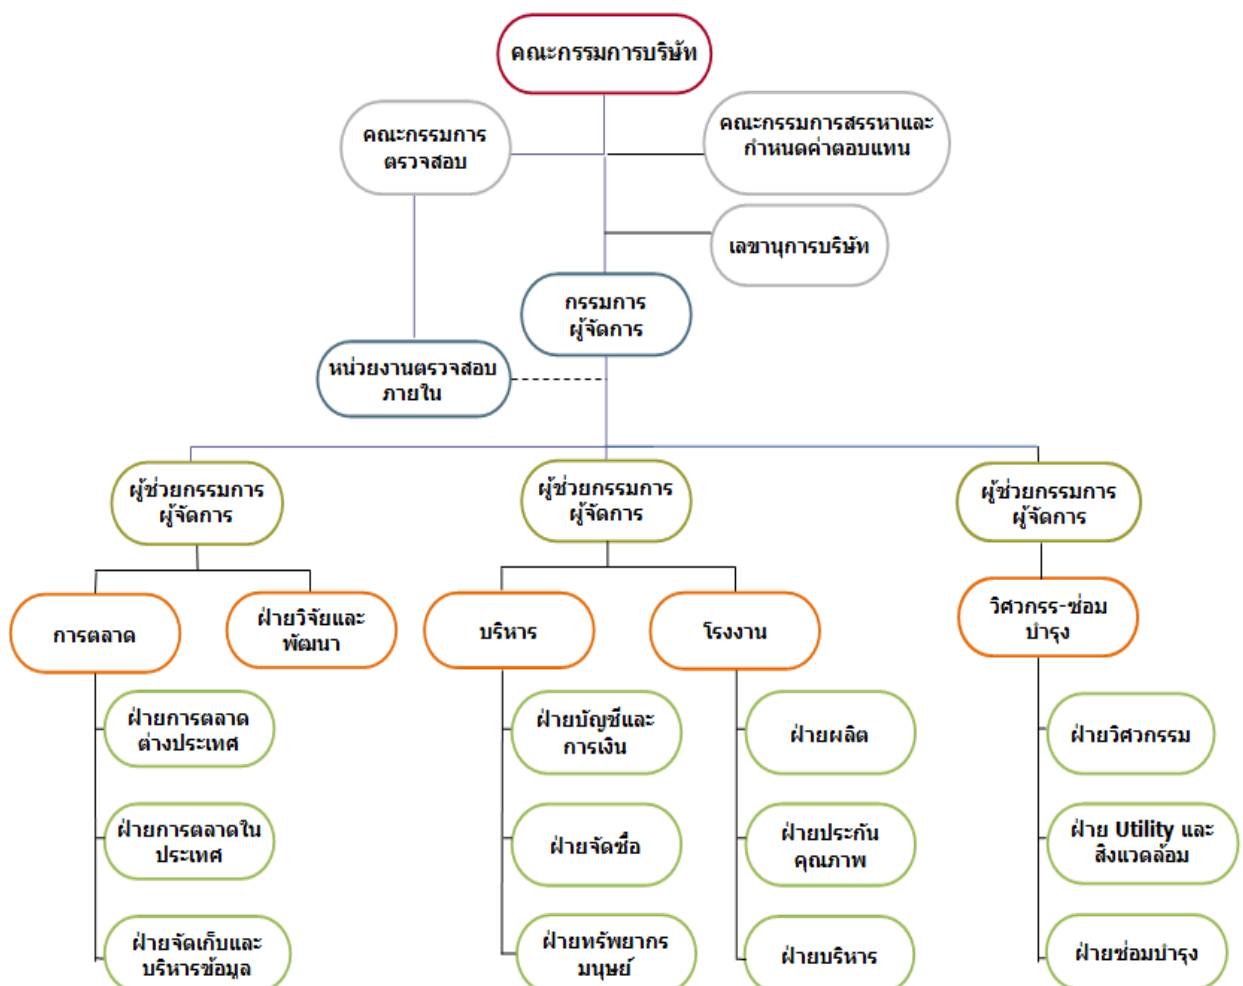 คณะกรรมการบริษัท
คณะกรรมการ
ตรวจสอบ
คณะกรรมการสรรหาและ
กำหนดค่าตอบแทน
เลขานุการบริษัท
กรรมการ
ผู้จัดการ
หน่วยงานตรวจสอบ
ภายใน
ผู้ช่วยกรรมการ
ผู้จัดการ
ผู้ช่วยกรรมการ
ผู้จัดการ
ผู้ช่วยกรรมการ
ผู้จัดการ
การตลาด
ฝ่ายวิจัยและ
พัฒนา
บริหาร
โรงงาน
วิศวกรร-ซ่อม
บำรุง
ฝ่ายการตลาด
ต่างประเทศ
ฝ่ายบัญชีและ
การเงิน
ฝ่ายผลิต
ฝ่ายวิศวกรรม
ฝ่ายการตลาดใน
ประเทศ
ฝ่ายจัดซื้อ
ฝ่ายประกัน
คุณภาพ
ฝ่าย Utility และ
สิ่งแวดล้อม
ฝ่ายจัดเก็บและ
บริหารข้อมูล
ฝ่ายทรัพยากร
มนุษย์
ฝ่ายบริหาร
ฝ่ายซ่อมบำรุง